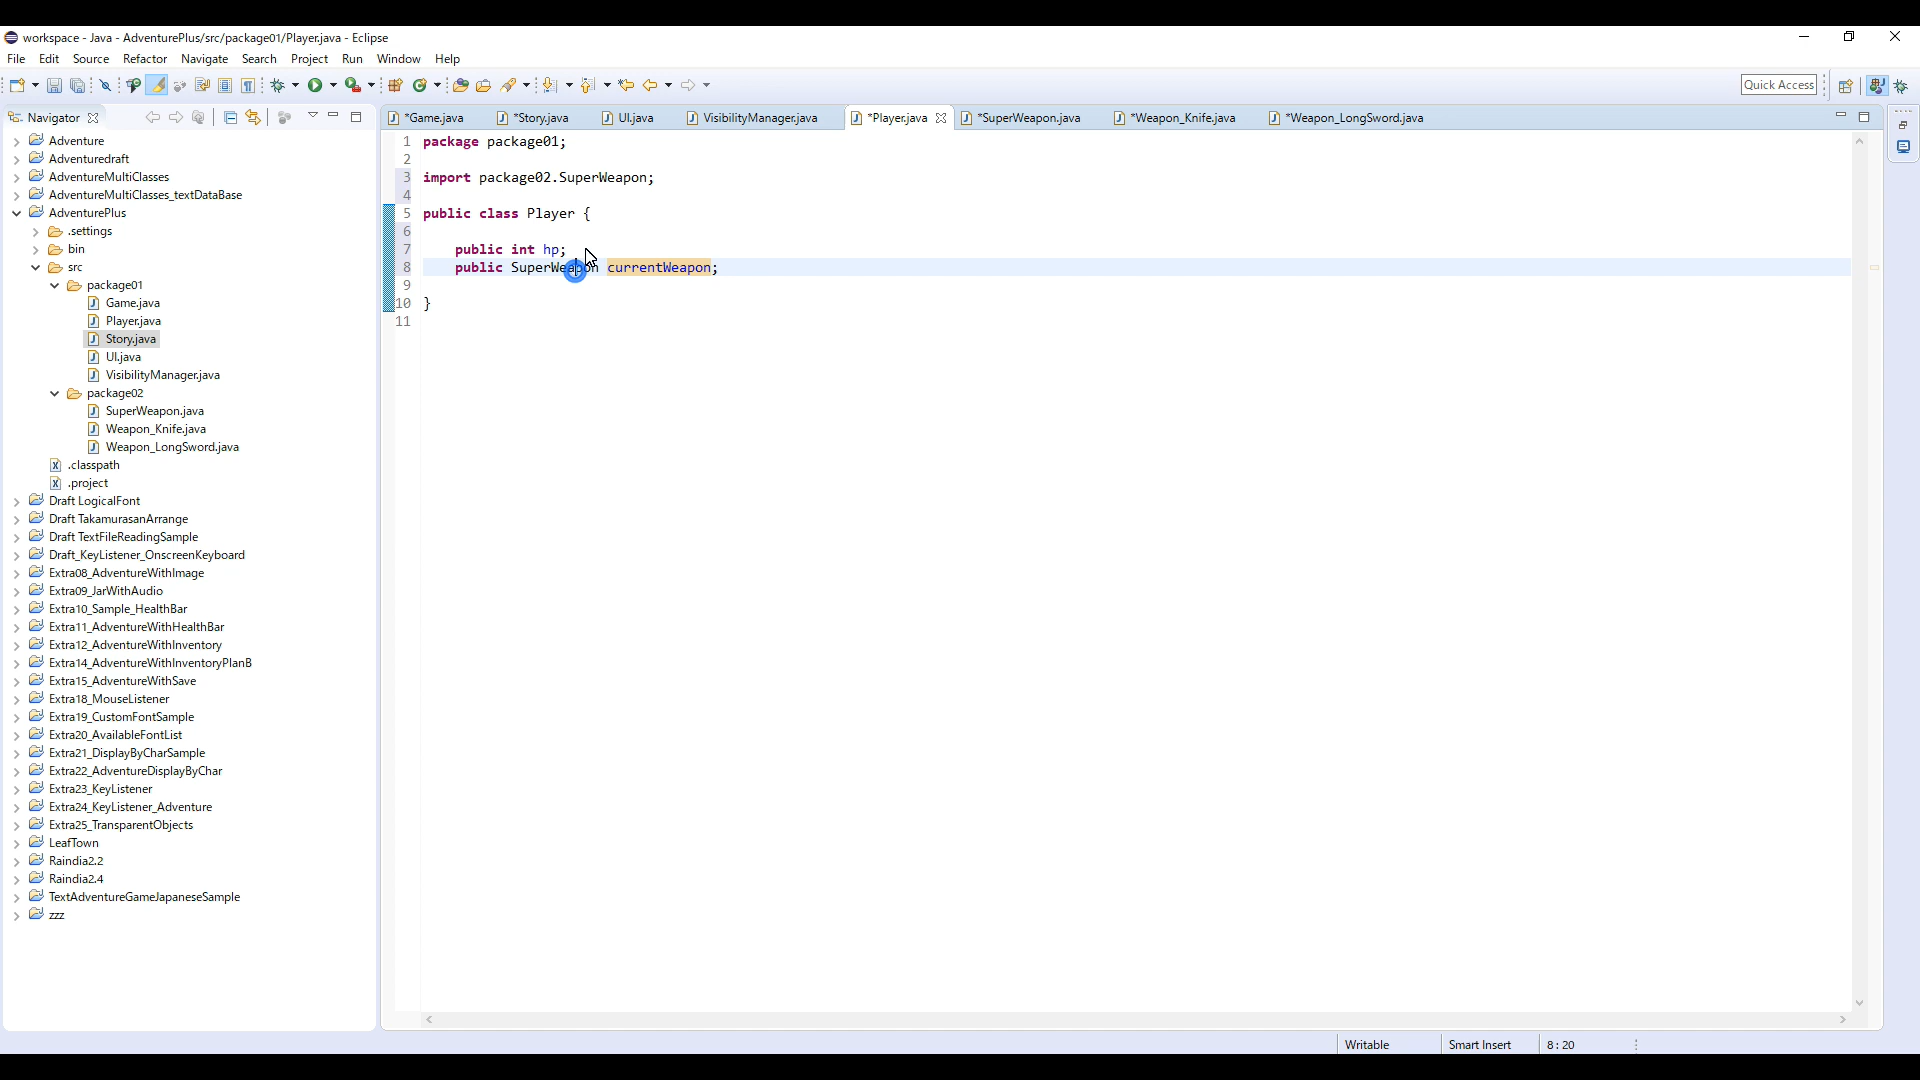 workspace - Java - AdventurePlus/src/package01/Player.java - Eclipse
File Edit Source Refactor Navigate Search Project Run Window Help
Quick Access
Navigator
*Game.java *Story.java UI.java VisibilityManager.java *Player.java *SuperWeapon.java *Weapon_Knife.java *Weapon_LongSword.java
Adventure
Adventuredraft
AdventureMultiClasses
AdventureMultiClasses_textDataBase
AdventurePlus
.settings
bin
src
package01
Game.java
Player.java
Story.java
UI.java
VisibilityManager.java
package02
SuperWeapon.java
Weapon_Knife.java
Weapon_LongSword.java
.classpath
.project
Draft LogicalFont
Draft TakamurasanArrange
Draft TextFileReadingSample
Draft_KeyListener_OnscreenKeyboard
Extra08_AdventureWithImage
Extra09_JarWithAudio
Extra10_Sample_HealthBar
Extra11_AdventureWithHealthBar
Extra12_AdventureWithInventory
Extra14_AdventureWithInventoryPlanB
Extra15_AdventureWithSave
Extra18_MouseListener
Extra19_CustomFontSample
Extra20_AvailableFontList
Extra21_DisplayByCharSample
Extra22_AdventureDisplayByChar
Extra23_KeyListener
Extra24_KeyListener_Adventure
Extra25_TransparentObjects
LeafTown
Raindia2.2
Raindia2.4
TextAdventureGameJapaneseSample
zzz
1 package package01;
2
3 import package02.SuperWeapon;
4
5 public class Player {
6
7 public int hp;
8 public SuperWeapon currentWeapon;
9
10 }
11
Writable Smart Insert 8 : 20